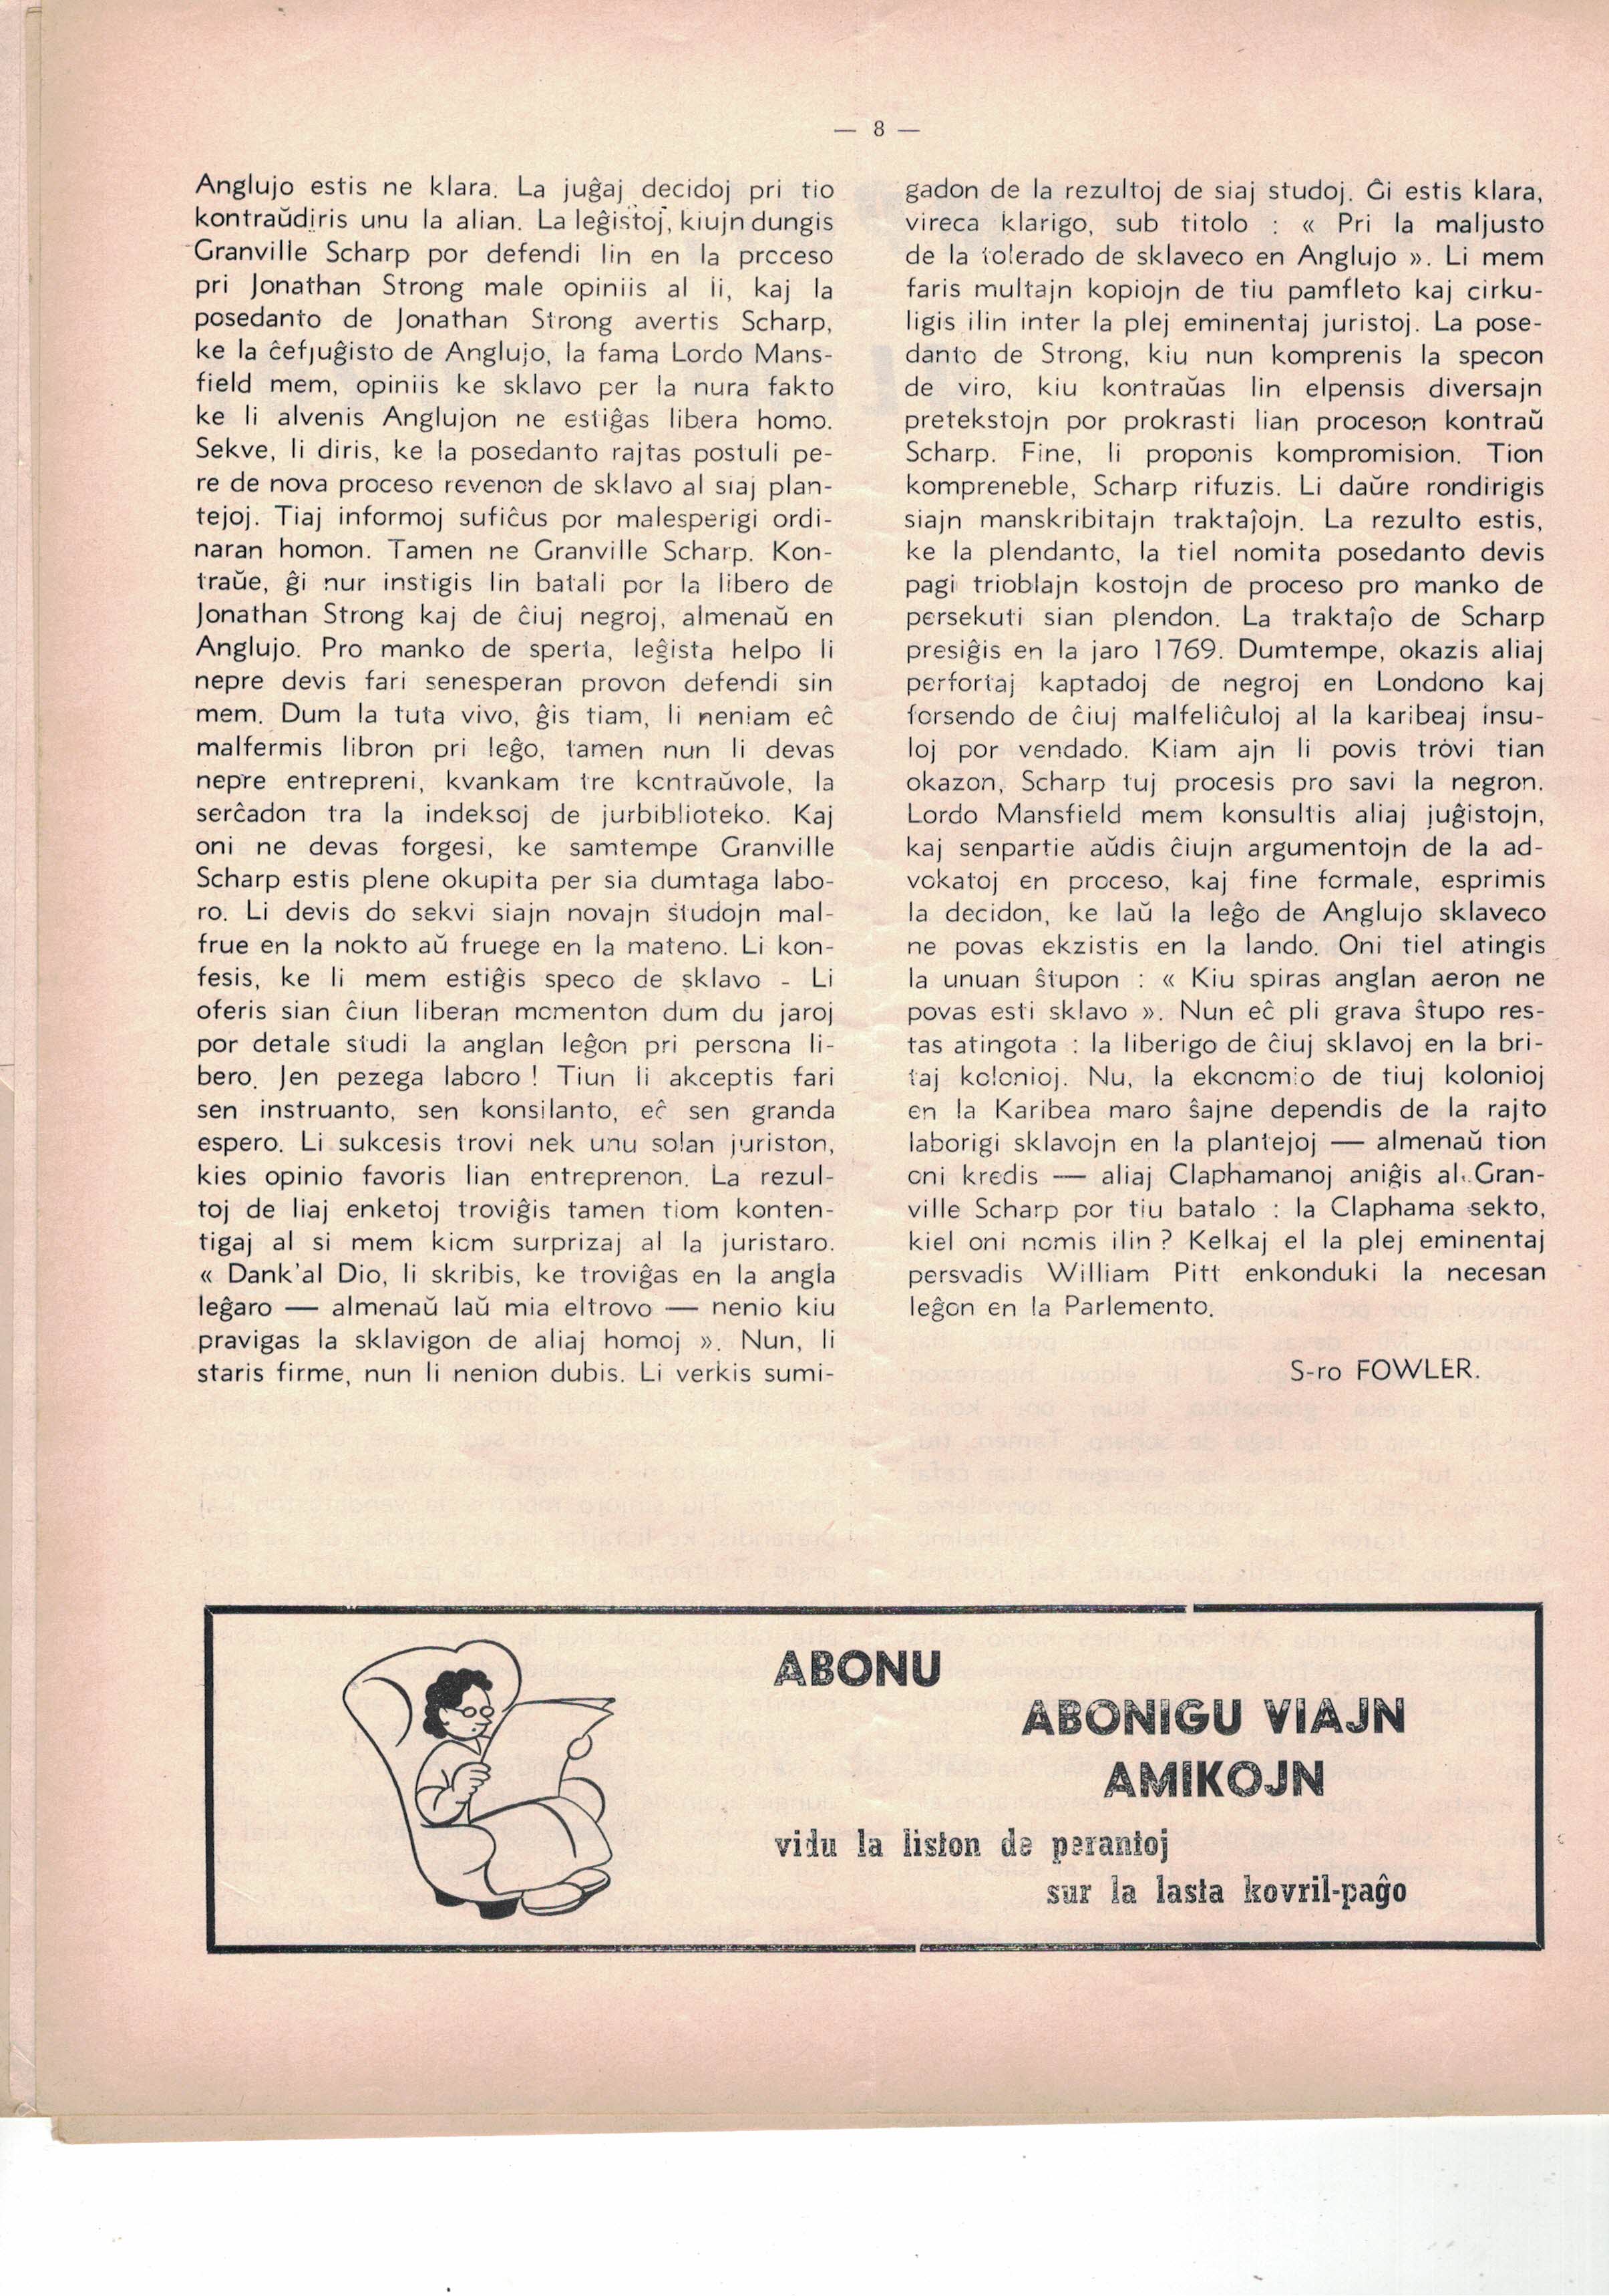 — 8 —
Anglujo estis ne klara. La juĝaj decidoj pri tio
kontraŭdiris unu la alian. La leĝistoj, kiujn dungis
Granville Scharp por defendi lin en la prcceso
pri Jonathan Strong male opiniis al li, kaj la
posedanto de Jonathan Strong avertis Scharp,
ke la ĉefjuĝisto de Anglujo, la fama Lordo Mans-
field mem, opiniis ke sklavo per la nura fakto
ke li alvenis Anglujon ne estiĝas libera homo.
Sekve, li diris, ke la posedanto rajtas postuli pe-
re de nova proceso revenon de sklavo al siaj plan-
tejoj. Tiaj informoj sufiĉus por malesperigi ordi-
naran homon. Tamen ne Granville Scharp. Kon-
traŭe, ĝi nur instigis lin batali por la libero de
Jonathan Strong kaj de ĉiuj negroj, almenaŭ en
Anglujo. Pro manko de sperta, leĝista helpo li
nepre devis fari senesperan provon defendi sin
mem. Dum la tuta vivo, ĝis tiam, li neniam eĉ
malfermis libron pri leĝo, tamen nun li devas
nepre entrepreni, kvankam tre kcntraŭvole, la
serĉadon tra la indeksoj de jurbiblioteko. Kaj
oni ne devas forgesi, ke samtempe Granville
Scharp estis plene okupita per sia dumtaga labo-
ro. Li devis do sekvi siajn novajn studojn mal-
frue en la nokto aŭ fruege en la mateno. Li kon-
fesis, ke li mem estiĝis speco de sklavo - Li
oferis sian ĉiun liberan mcmenton dum du jaroj
por detale studi la anglan leĝon pri persona li-
bero. Jen pezega labcro ! Tiun li akceptis fari
sen instruanto, sen konsilanto, eĉ sen granda
espero. Li sukcesis trovi nek unu solan juriston,
kies opinio favoris lian entreprenon. La rezul-
toj de liaj enketoj troviĝis tamen tiom konten-
tigaj al si mem kicm surprizaj al la juristaro.
« Dank'al Dio, li skribis, ke troviĝas en la angla
leĝaro — almenaŭ laŭ mia eltrovo — nenio kiu
pravigas la sklavigon de aliaj homoj ». Nun, li
staris firme, nun li nenion dubis. Li verkis sumi-
gadon de la rezultoj de siaj studoj. Ĝi estis klara,
vireca klarigo, sub titolo : « Pri la maljusto
de la tolerado de sklaveco en Anglujo ». Li mem
faris multajn kopiojn de tiu pamfleto kaj cirku-
ligis ilin inter la plej eminentaj juristoj. La pose-
danto de Strong, kiu nun komprenis la specon
de viro, kiu kontraŭas lin elpensis diversajn
pretekstojn por prokrasti lian proceson kontraŭ
Scharp. Fine, li proponis kompromision. Tion
kompreneble, Scharp rifuzis. Li daŭre rondirigis
siajn manskribitajn traktaĵojn. La rezulto estis,
ke la plendantc, la tiel nomita posedanto devis
pagi trioblajn kostojn de proceso pro manko de
persekuti sian plendon. La traktaĵo de Scharp
presiĝis en la jaro 1769. Dumtempe, okazis aliaj
perfortaj kaptadoj de negroj en Londono kaj
forsendo de ĉiuj malfeliĉuloj al la karibeaj insu-
loj por vendado. Kiam ajn li povis trovi tian
okazon, Scharp tuj procesis pro savi la negron.
Lordo Mansfield mem konsultis aliaj juĝistojn,
kaj senpartie aŭdis ĉiujn argumentojn de la ad-
vokatoj en proceso, kaj fine formale, esprimis
la decidon, ke laŭ la leĝo de Anglujo sklaveco
ne povas ekzistis en la lando. Oni tiel atingis
la unuan ŝtupon : « Kiu spiras anglan aeron ne
povas esti sklavo ». Nun eĉ pli grava ŝtupo res-
tas atingota : la liberigo de ĉiuj sklavoj en la bri-
taj kolonioj. Nu, la ekonomio de tiuj kolonioj
en la Karibea maro ŝajne dependis de la rajto
laborigi sklavojn en la plantejoj — almenaŭ tion
oni kredis — aliaj Claphamanoj aniĝis al Gran-
ville Scharp por tiu batalo : la Claphama sekto,
kiel oni nomis ilin ? Kelkaj el la plej eminentaj
persvadis William Pitt enkonduki la necesan
leĝon en la Parlemento.
S-ro FOWLER.
ABONU
ABONIGU VIAJN
AMIKOJN
vidu la liston de perantoj
sur la lasta kovril-paĝo